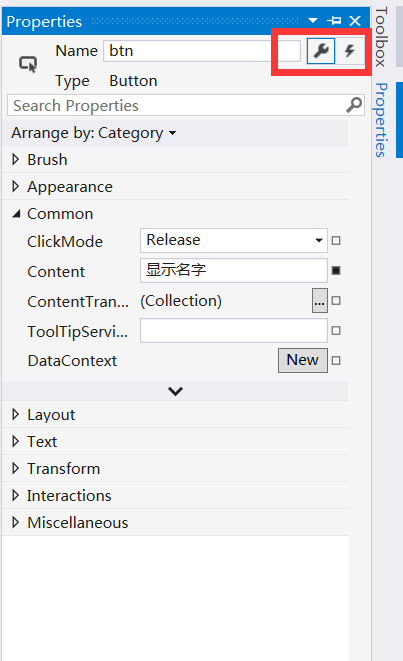 Properties
Name btn
Type Button
Search Properties
Arrange by: Category
Brush
Appearance
Common
ClickMode Release
Content 显示名字
ContentTran... (Collection) ...
ToolTipServi...
DataContext New
Layout
Text
Transform
Interactions
Miscellaneous
Toolbox
Properties